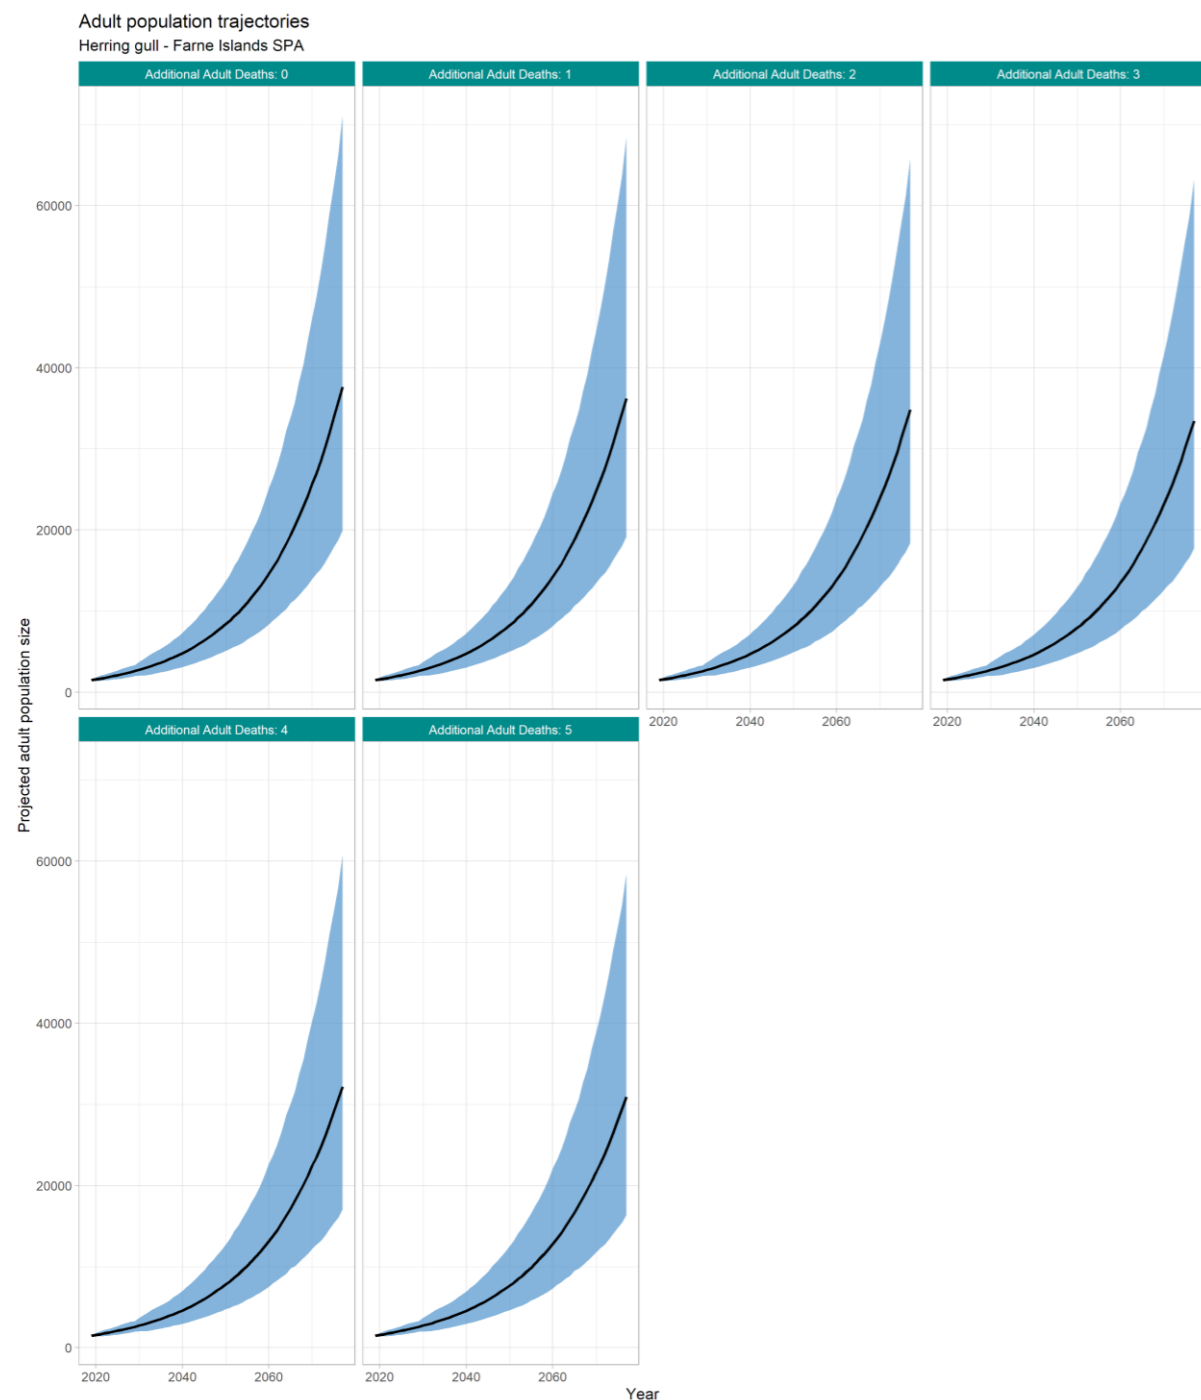 Adult population trajectories
Herring gull - Farne Islands SPA
Additional Adult Deaths: 0
Additional Adult Deaths: 1
Additional Adult Deaths: 2
Additional Adult Deaths: 3
60000
40000
20000
0
2020 2040 2060
2020 2040 2060
Additional Adult Deaths: 4
Additional Adult Deaths: 5
60000
40000
20000
0
2020 2040 2060
2020 2040 2060
Projected adult population size
Year